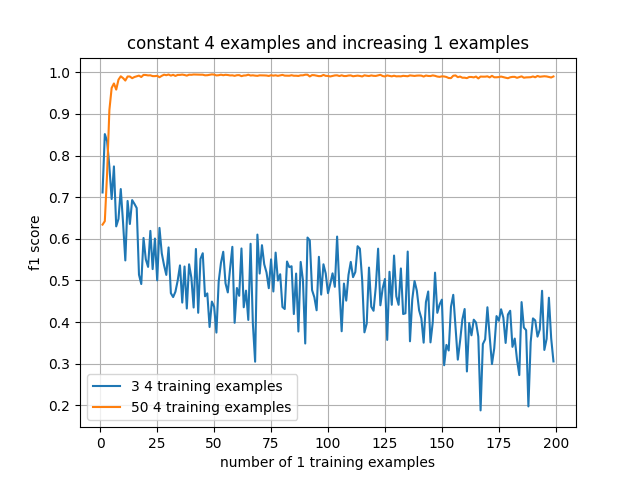 constant 4 examples and increasing 1 examples
f1 score
1.0
0.9
0.8
0.7
0.6
0.5
0.4
0.3
0.2
3 4 training examples
50 4 training examples
0 25 50 75 100 125 150 175 200
number of 1 training examples